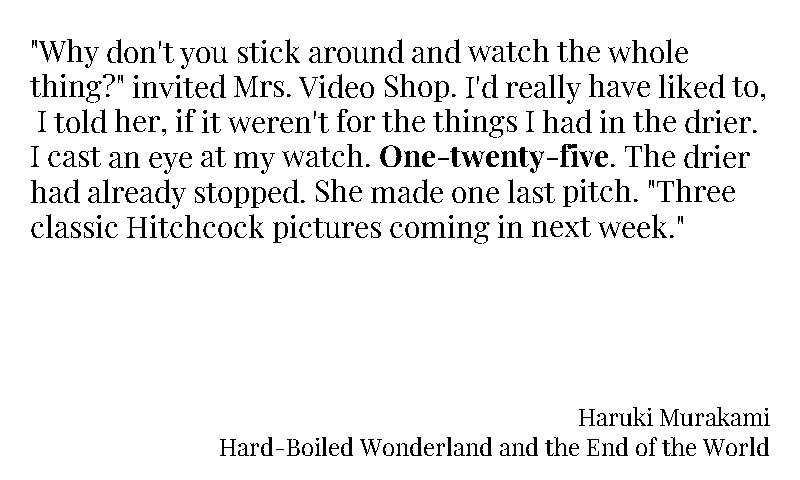 "Why don't you stick around and watch the whole
thing?" invited Mrs. Video Shop. I'd really have liked to,
I told her, if it weren't for the things I had in the drier.
I cast an eye at my watch. One-twenty-five. The drier
had already stopped. She made one last pitch. "Three
classic Hitchcock pictures coming in next week."
Haruki Murakami
Hard-Boiled Wonderland and the End of the World